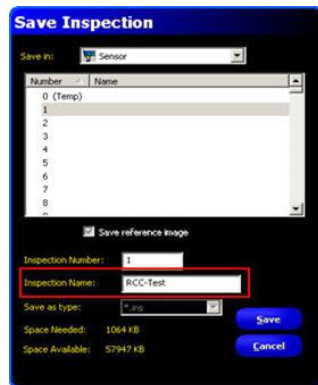 Save Inspection
Save in: Sensor
Number Name
0 (Temp)
1
2
3
4
5
6
7
8
Save reference image
Inspection Number: 1
Inspection Name: RCC-Test
Save as type: *.ins
Space Needed: 1064 KB
Save
Space Available: 57947 KB
Cancel